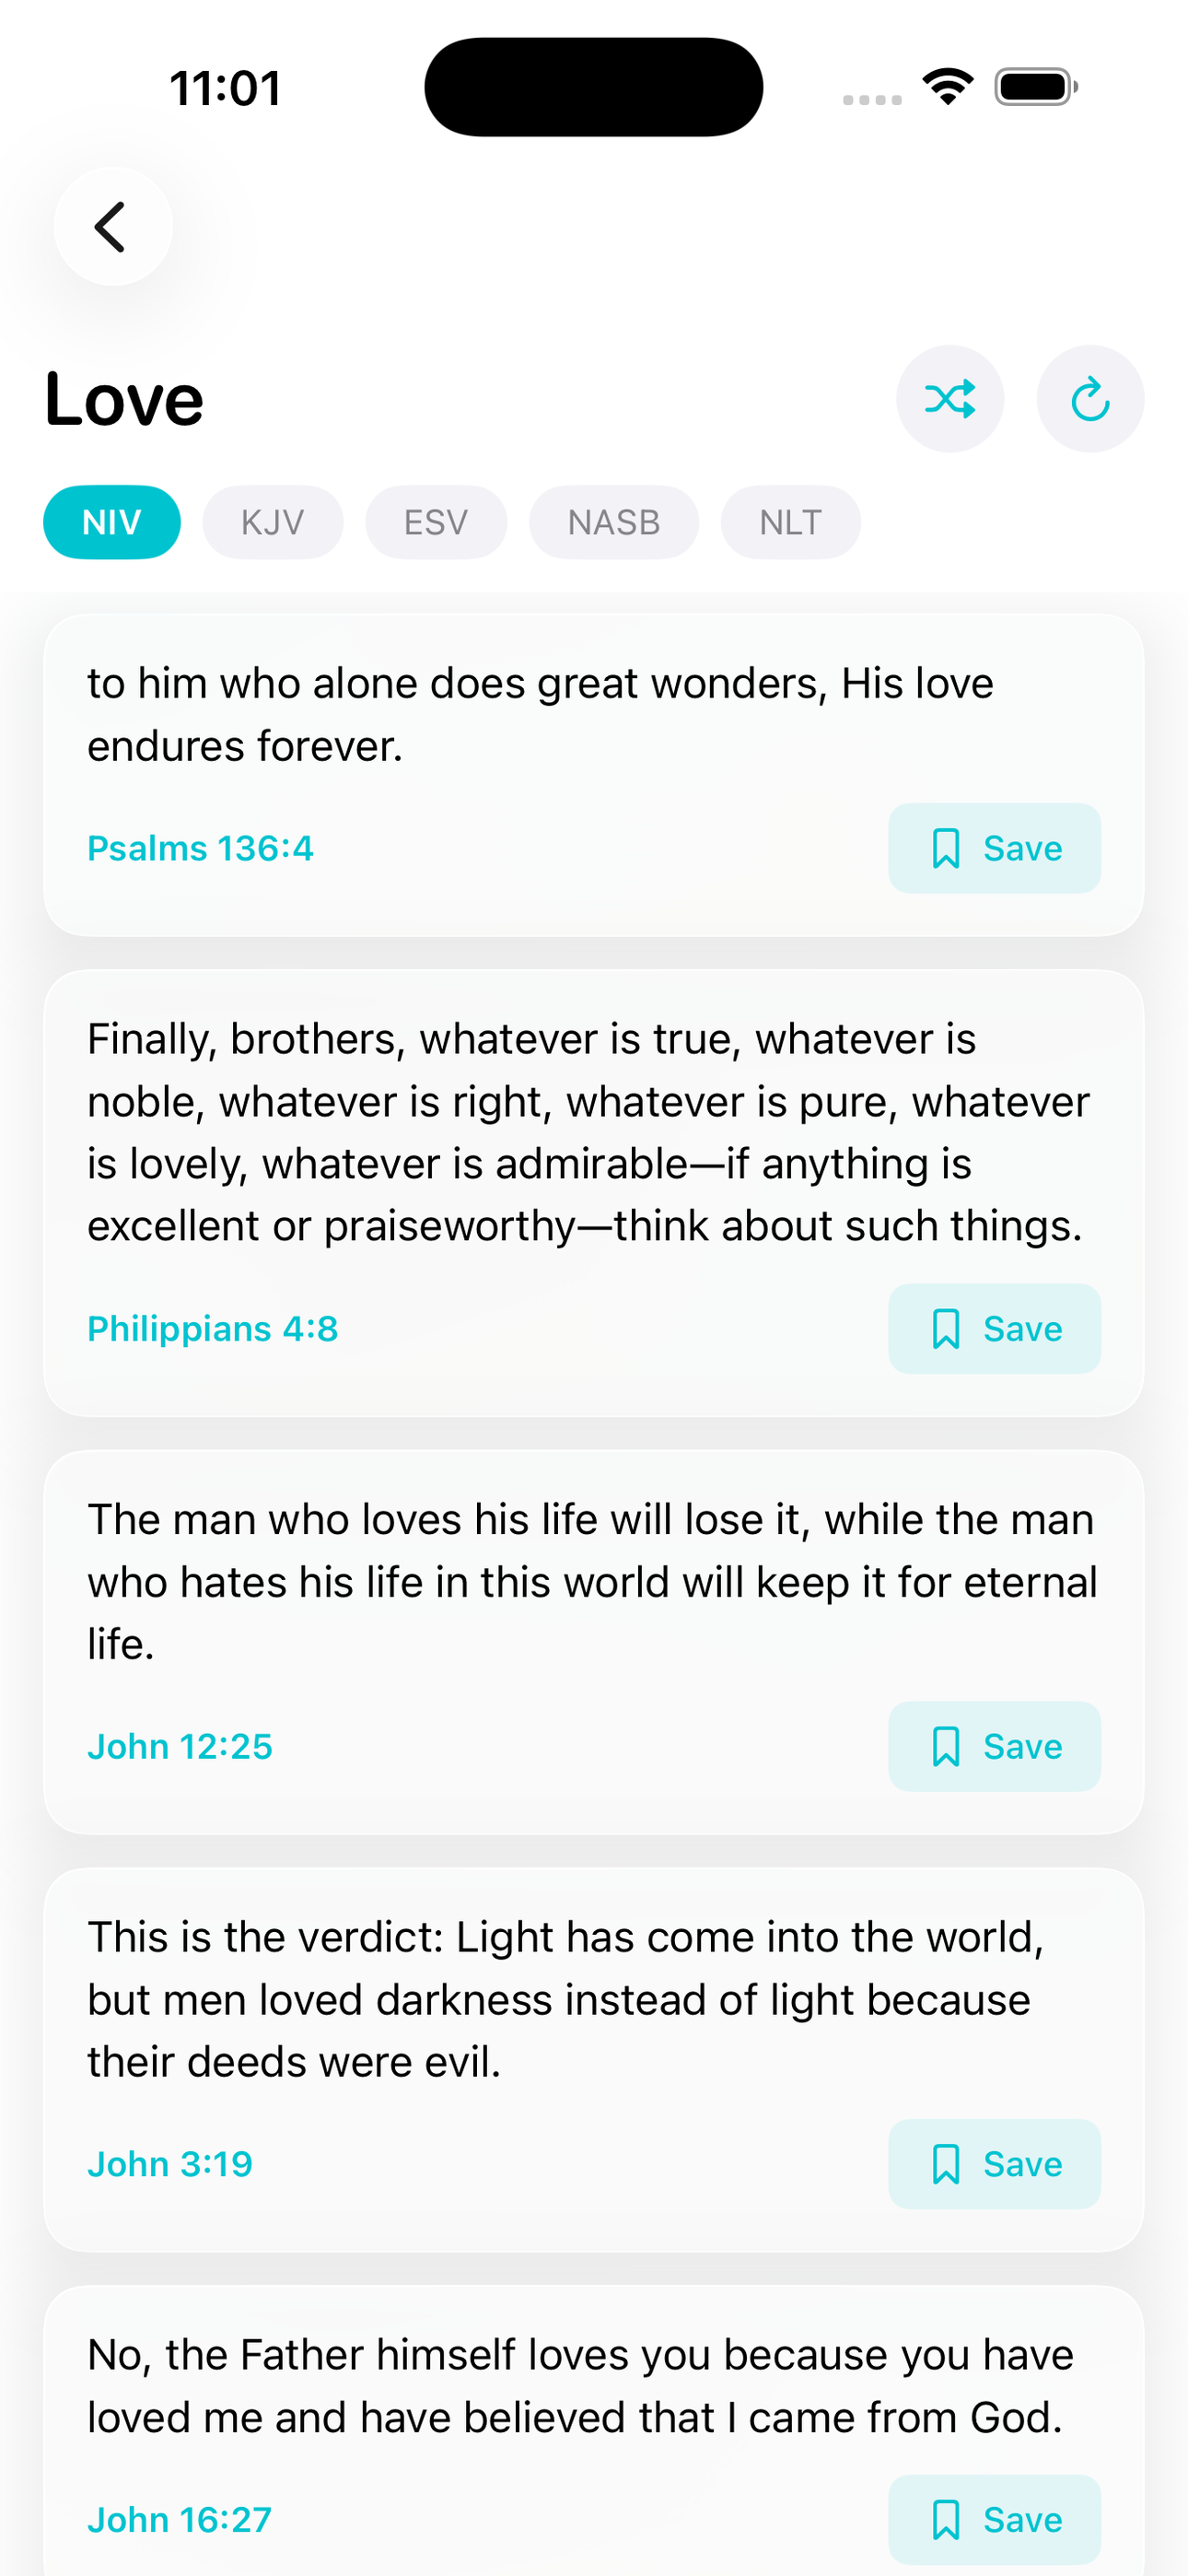 11:01
Love
NIV KJV ESV NASB NLT
to him who alone does great wonders, His love
endures forever.
Psalms 136:4 Save
Finally, brothers, whatever is true, whatever is
noble, whatever is right, whatever is pure, whatever
is lovely, whatever is admirable—if anything is
excellent or praiseworthy—think about such things.
Philippians 4:8 Save
The man who loves his life will lose it, while the man
who hates his life in this world will keep it for eternal
life.
John 12:25 Save
This is the verdict: Light has come into the world,
but men loved darkness instead of light because
their deeds were evil.
John 3:19 Save
No, the Father himself loves you because you have
loved me and have believed that I came from God.
John 16:27 Save